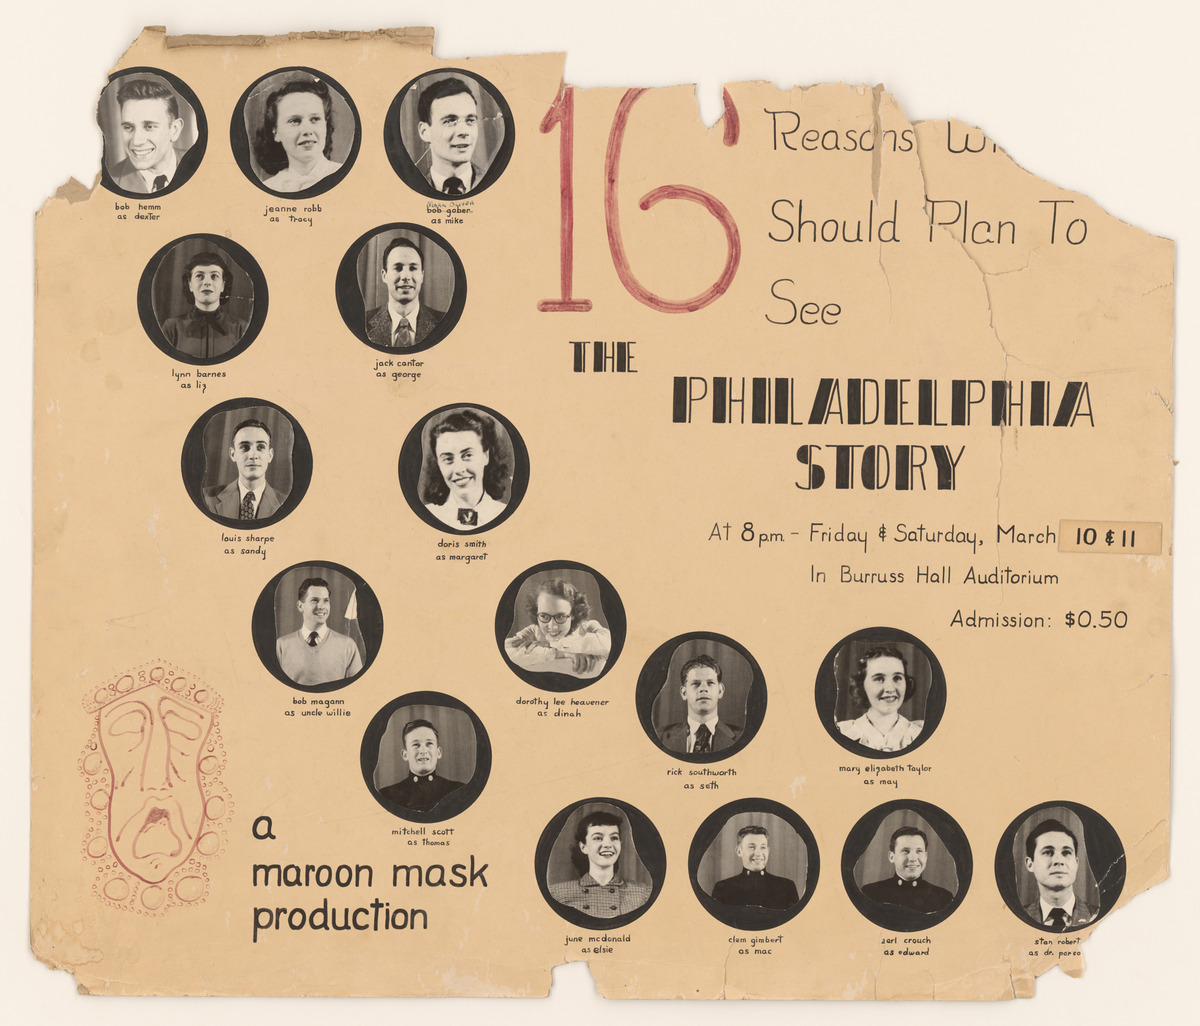 16
Reasons
Should Plan To
See
THE
PHILADELPHIA
STORY
At 8pm - Friday & Saturday, March 10 & 11
In Burruss Hall Auditorium
Admission: $0.50
bob hemm
as dexter
jeanne robb
as tracy
bob gober
as mike
lynn barnes
as liz
jack cantor
as george
louis sharpe
as sandy
doris smith
as margaret
bob magann
as uncle willie
dorothy lee heavener
as dinah
rick southworth
as seth
mary elizabeth taylor
as may
mitchell scott
as thomas
june mcdonald
as elsie
clem gimbert
as mac
earl crouch
as edward
stan robert
as dr. parso
a
maroon mask
production